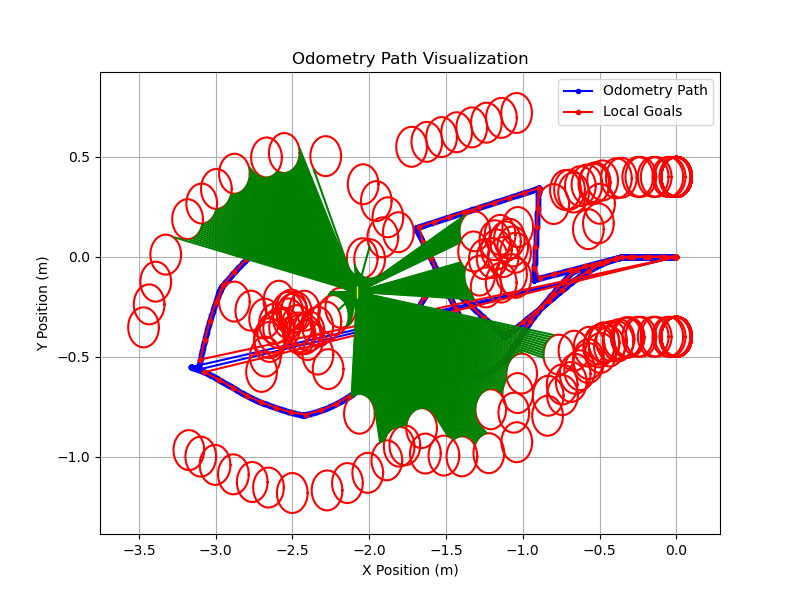 Odometry Path Visualization
Odometry Path
Local Goals
Y Position (m)
0.5
0.0
−0.5
−1.0
−3.5 −3.0 −2.5 −2.0 −1.5 −1.0 −0.5 0.0
X Position (m)